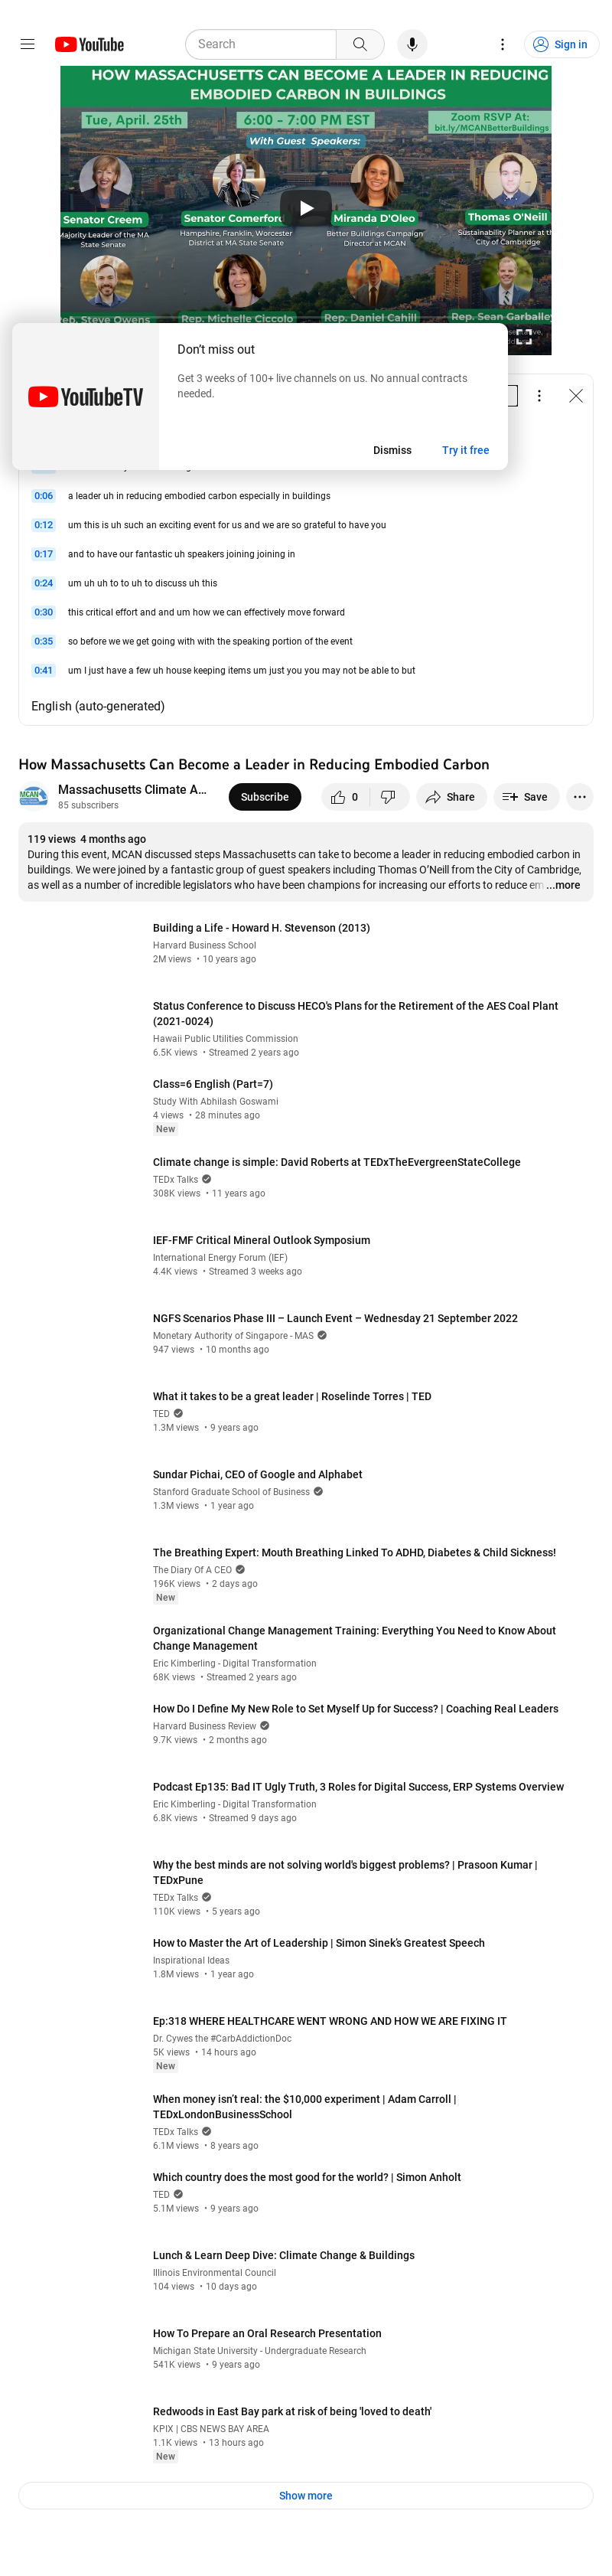 YouTube
Search
Sign in
HOW MASSACHUSETTS CAN BECOME A LEADER IN REDUCING
EMBODIED CARBON IN BUILDINGS
Tue, April. 25th
6:00 - 7:00 PM EST
Zoom RSVP At:
bit.ly/MCANBetterBuildings
With Guest Speakers:
Senator Creem
Majority Leader of the MA
State Senate
Senator Comerford
Hampshire, Franklin, Worcester
District at MA State Senate
Miranda D'Oleo
Better Buildings Campaign
Director at MCAN
Thomas O'Neill
Sustainability Planner at
City of Cambridge
Rep. Steve Owens
Rep. Michelle Ciccolo
Rep. Daniel Cahill
Rep. Sean Garballey
YouTubeTV
Don’t miss out
Get 3 weeks of 100+ live channels on us. No annual contracts
needed.
Dismiss
Try it free
0:06 a leader uh in reducing embodied carbon especially in buildings
0:12 um this is uh such an exciting event for us and we are so grateful to have you
0:17 and to have our fantastic uh speakers joining joining in
0:24 um uh uh to to uh to discuss uh this
0:30 this critical effort and and um how we can effectively move forward
0:35 so before we we get going with with the speaking portion of the event
0:41 um I just have a few uh house keeping items um just you you may not be able to but
English (auto-generated)
How Massachusetts Can Become a Leader in Reducing Embodied Carbon
MCAN
Massachusetts Climate A...
85 subscribers
Subscribe
0
Share
Save
119 views 4 months ago
During this event, MCAN discussed steps Massachusetts can take to become a leader in reducing embodied carbon in
buildings. We were joined by a fantastic group of guest speakers including Thomas O’Neill from the City of Cambridge,
as well as a number of incredible legislators who have been champions for increasing our efforts to reduce em ...more
Building a Life - Howard H. Stevenson (2013)
Harvard Business School
2M views • 10 years ago
Status Conference to Discuss HECO's Plans for the Retirement of the AES Coal Plant
(2021-0024)
Hawaii Public Utilities Commission
6.5K views • Streamed 2 years ago
Class=6 English (Part=7)
Study With Abhilash Goswami
4 views • 28 minutes ago
New
Climate change is simple: David Roberts at TEDxTheEvergreenStateCollege
TEDx Talks
308K views • 11 years ago
IEF-FMF Critical Mineral Outlook Symposium
International Energy Forum (IEF)
4.4K views • Streamed 3 weeks ago
NGFS Scenarios Phase III – Launch Event – Wednesday 21 September 2022
Monetary Authority of Singapore - MAS
947 views • 10 months ago
What it takes to be a great leader | Roselinde Torres | TED
TED
1.3M views • 9 years ago
Sundar Pichai, CEO of Google and Alphabet
Stanford Graduate School of Business
1.3M views • 1 year ago
The Breathing Expert: Mouth Breathing Linked To ADHD, Diabetes & Child Sickness!
The Diary Of A CEO
196K views • 2 days ago
New
Organizational Change Management Training: Everything You Need to Know About
Change Management
Eric Kimberling - Digital Transformation
68K views • Streamed 2 years ago
How Do I Define My New Role to Set Myself Up for Success? | Coaching Real Leaders
Harvard Business Review
9.7K views • 2 months ago
Podcast Ep135: Bad IT Ugly Truth, 3 Roles for Digital Success, ERP Systems Overview
Eric Kimberling - Digital Transformation
6.8K views • Streamed 9 days ago
Why the best minds are not solving world's biggest problems? | Prasoon Kumar |
TEDxPune
TEDx Talks
110K views • 5 years ago
How to Master the Art of Leadership | Simon Sinek’s Greatest Speech
Inspirational Ideas
1.8M views • 1 year ago
Ep:318 WHERE HEALTHCARE WENT WRONG AND HOW WE ARE FIXING IT
Dr. Cywes the #CarbAddictionDoc
5K views • 14 hours ago
New
When money isn’t real: the $10,000 experiment | Adam Carroll |
TEDxLondonBusinessSchool
TEDx Talks
6.1M views • 8 years ago
Which country does the most good for the world? | Simon Anholt
TED
5.1M views • 9 years ago
Lunch & Learn Deep Dive: Climate Change & Buildings
Illinois Environmental Council
104 views • 10 days ago
How To Prepare an Oral Research Presentation
Michigan State University - Undergraduate Research
541K views • 9 years ago
Redwoods in East Bay park at risk of being 'loved to death'
KPIX | CBS NEWS BAY AREA
1.1K views • 13 hours ago
New
Show more